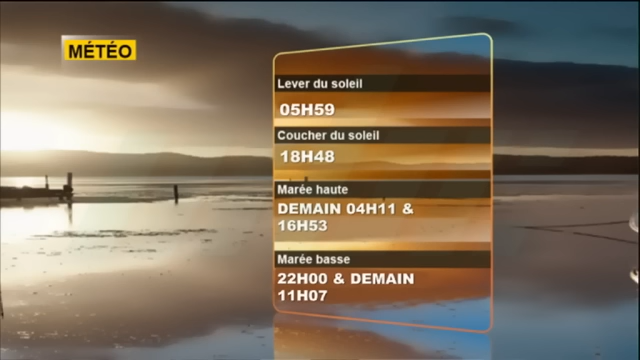 MÉTÉO
Lever du soleil
05H59
Coucher du soleil
18H48
Marée haute
DEMAIN 04H11 &
16H53
Marée basse
22H00 & DEMAIN
11H07